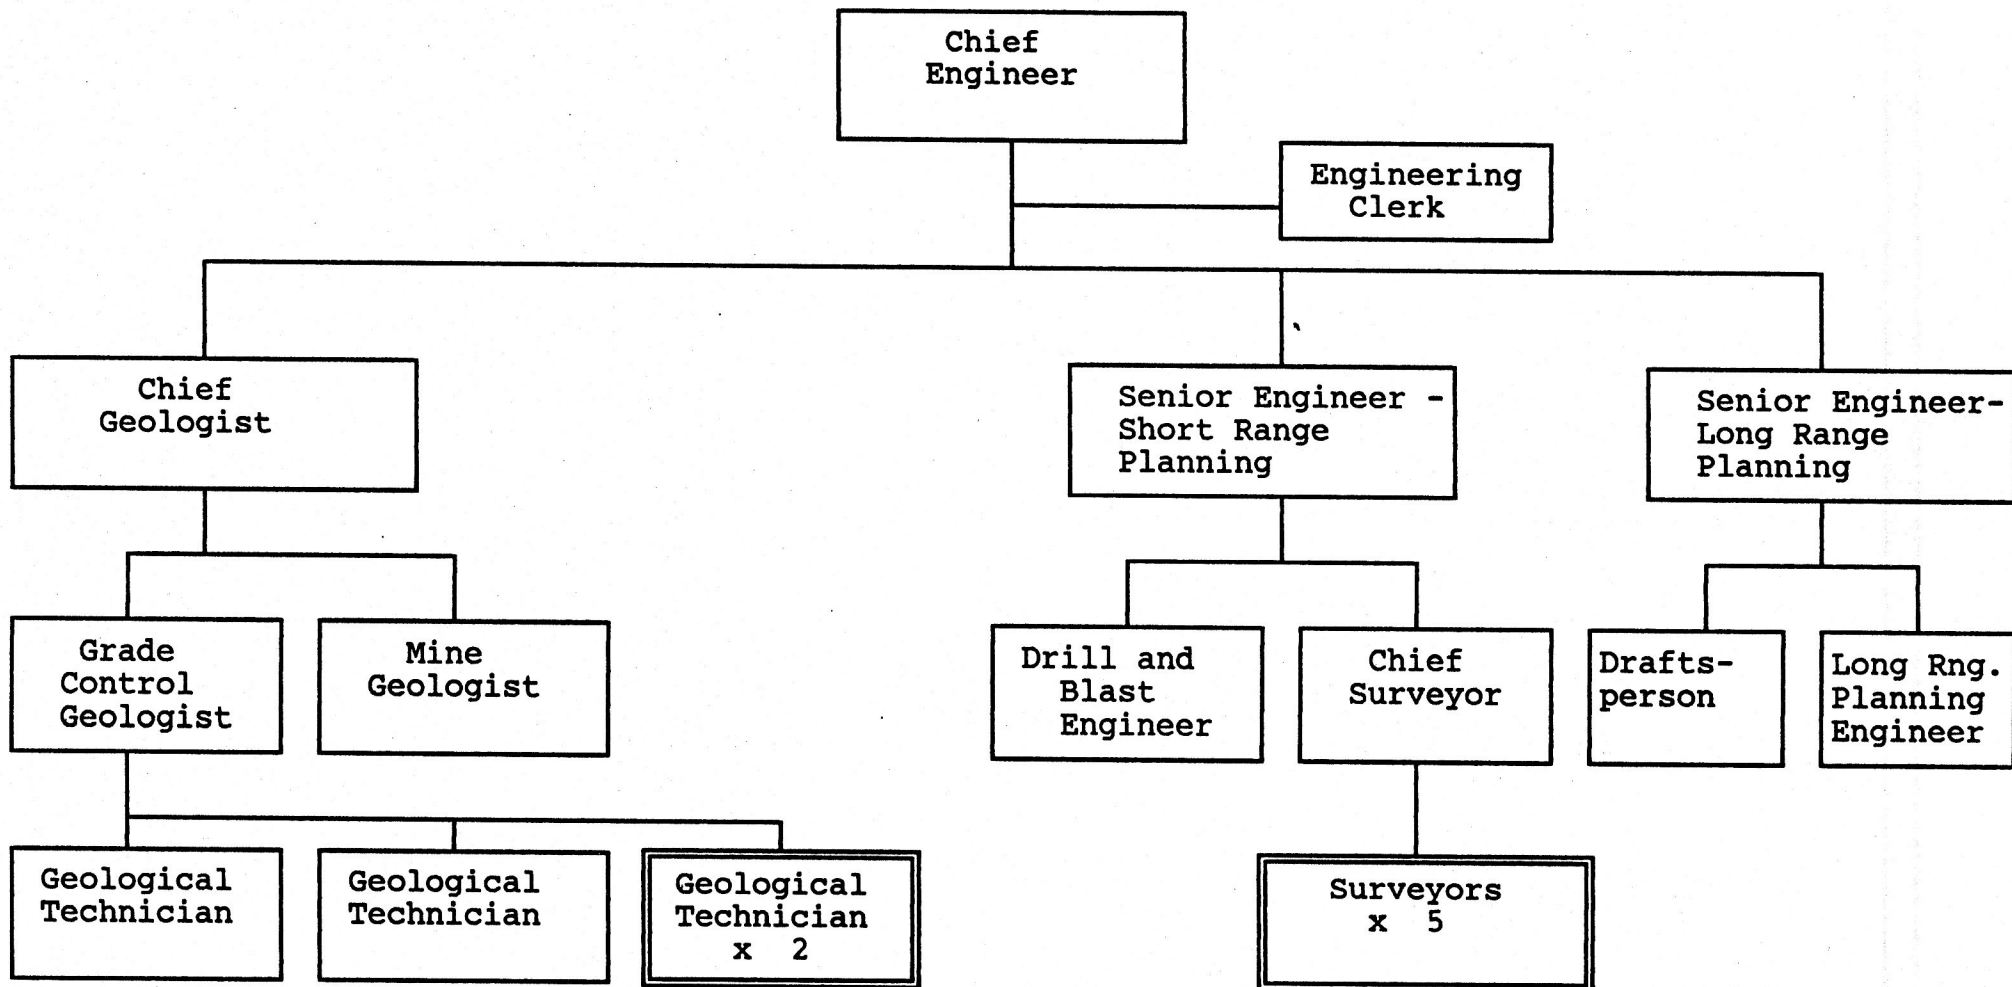 Chief
Engineer
Engineering
Clerk
Chief
Geologist
Senior Engineer -
Short Range
Planning
Senior Engineer-
Long Range
Planning
Grade
Control
Geologist
Mine
Geologist
Drill and
Blast
Engineer
Chief
Surveyor
Drafts-
person
Long Rng.
Planning
Engineer
Geological
Technician
Geological
Technician
Geological
Technician
x 2
Surveyors
x 5